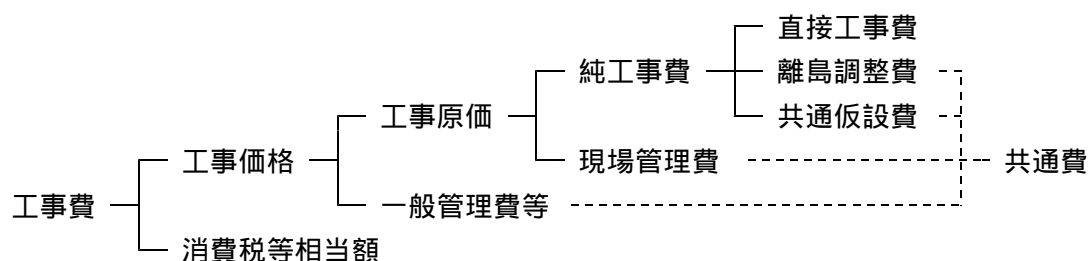 直接工事費
純工事費 離島調整費
工事原価 共通仮設費
工事価格 現場管理費 共通費
工事費 一般管理費等
消費税等相当額